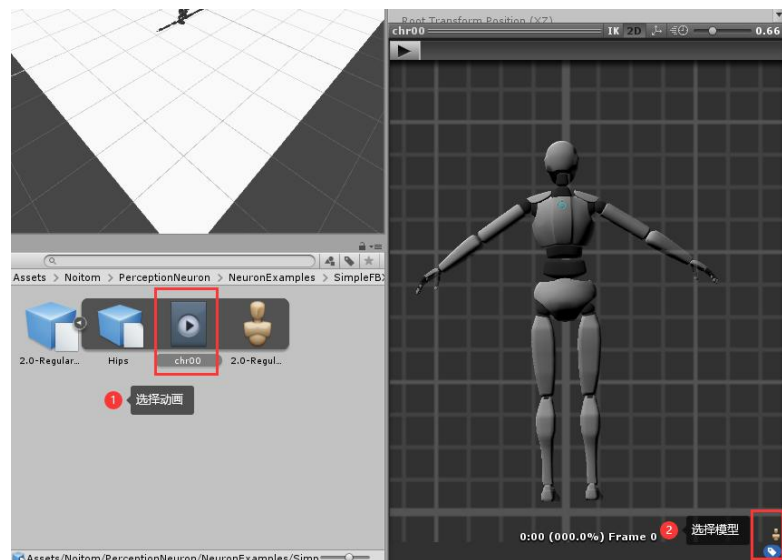 Root Transform Position (XZ)
chr00
IK 2D 0.66
Assets > Noitom > PerceptionNeuron > NeuronExamples > SimpleFBX
2.0-Regular...
Hips
chr00
2.0-Regul...
1 选择动画
0:00 (000.0%) Frame 0
2 选择模型
Assets/Noitom/PerceptionNeuron/NeuronExamples/Simp